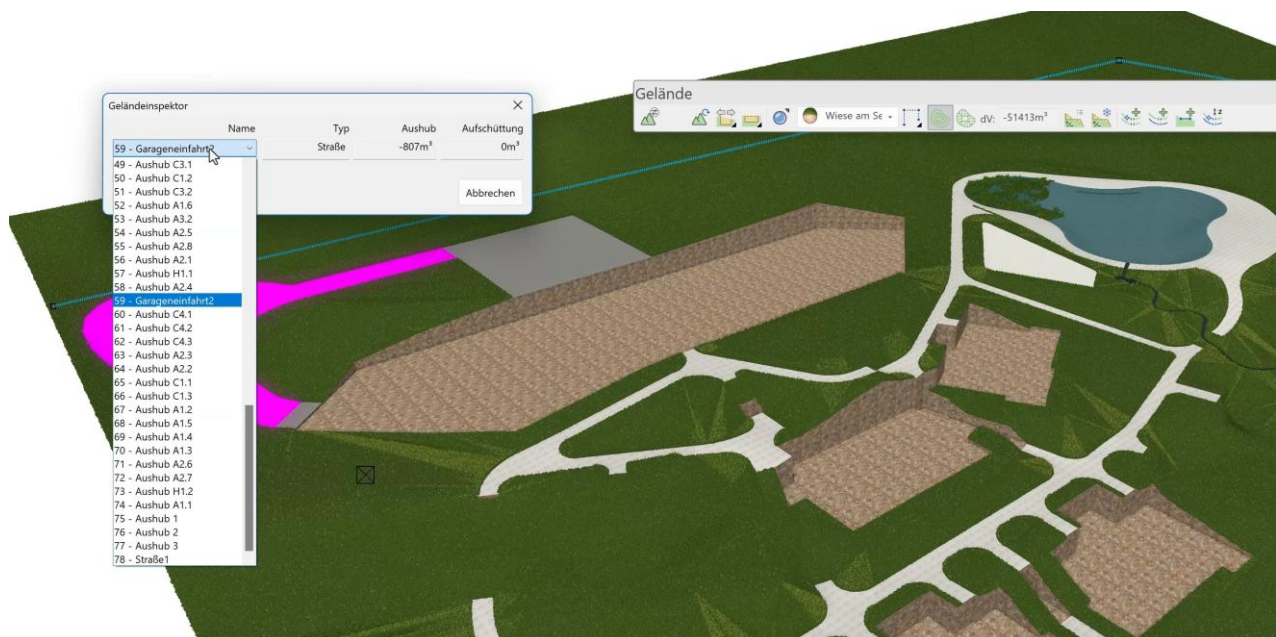 Geländeinspektor
Name Typ Aushub Aufschüttung
59 - Garageneinfahrt2 Straße -807m³ 0m³
Abbrechen
49 - Aushub C3.1
50 - Aushub C1.2
51 - Aushub C3.2
52 - Aushub A1.6
53 - Aushub A3.2
54 - Aushub A2.5
55 - Aushub A2.8
56 - Aushub A2.1
57 - Aushub H1.1
58 - Aushub A2.4
59 - Garageneinfahrt2
60 - Aushub C4.1
61 - Aushub C4.2
62 - Aushub C4.3
63 - Aushub A2.3
64 - Aushub A2.2
65 - Aushub C1.1
66 - Aushub C1.3
67 - Aushub A1.2
68 - Aushub A1.5
69 - Aushub A1.4
70 - Aushub A1.3
71 - Aushub A2.6
72 - Aushub A2.7
73 - Aushub H1.2
74 - Aushub A1.1
75 - Aushub 1
76 - Aushub 2
77 - Aushub 3
78 - Straße1
Gelände
Wiese am Se dV: -51413m³